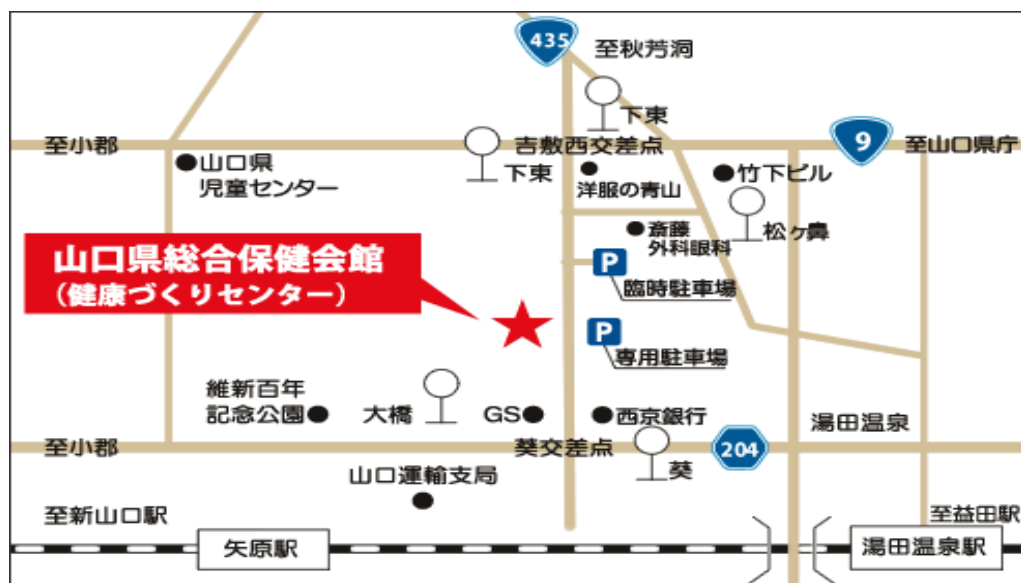 435
至秋芳洞
下東
至小郡
吉敷西交差点
9
至山口県庁
山口県
児童センター
下東
洋服の青山
竹下ビル
斎藤
外科眼科
松ヶ鼻
山口県総合保健会館
(健康づくりセンター)
P
臨時駐車場
P
専用駐車場
維新百年
記念公園
大橋
GS
西京銀行
湯田温泉
至小郡
葵交差点
204
葵
山口運輸支局
至新山口駅
至益田駅
矢原駅
湯田温泉駅